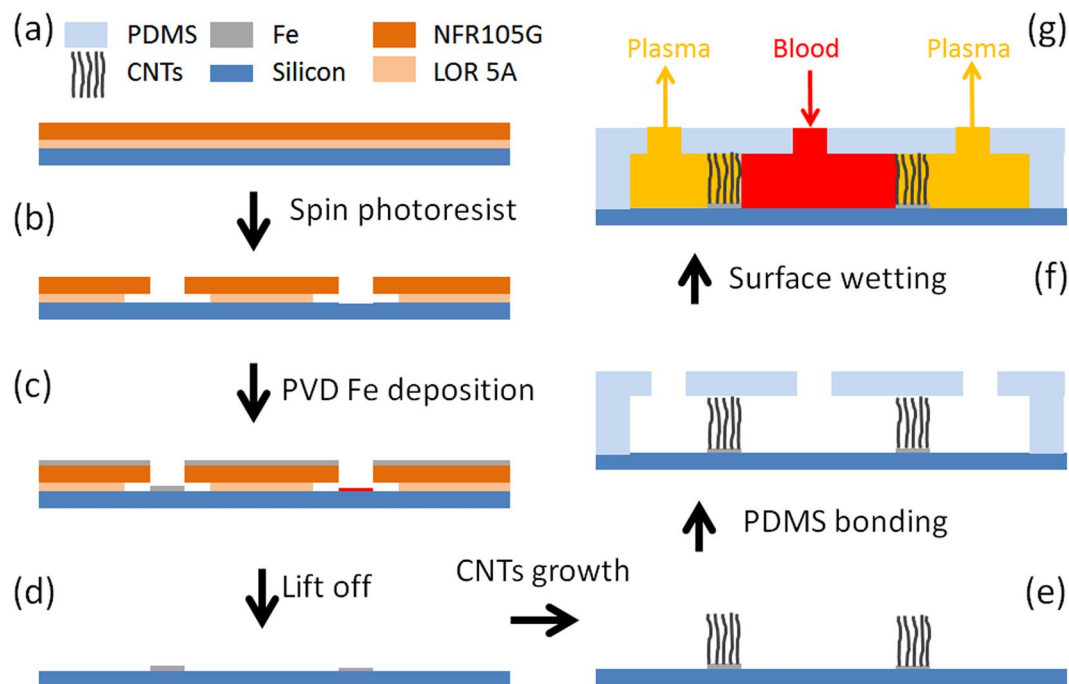 (a)
PDMS Fe NFR105G
CNTs Silicon LOR 5A
(b)
Spin photoresist
(c)
PVD Fe deposition
(d)
Lift off
CNTs growth
(e)
PDMS bonding
(f)
Surface wetting
(g)
Plasma Blood Plasma